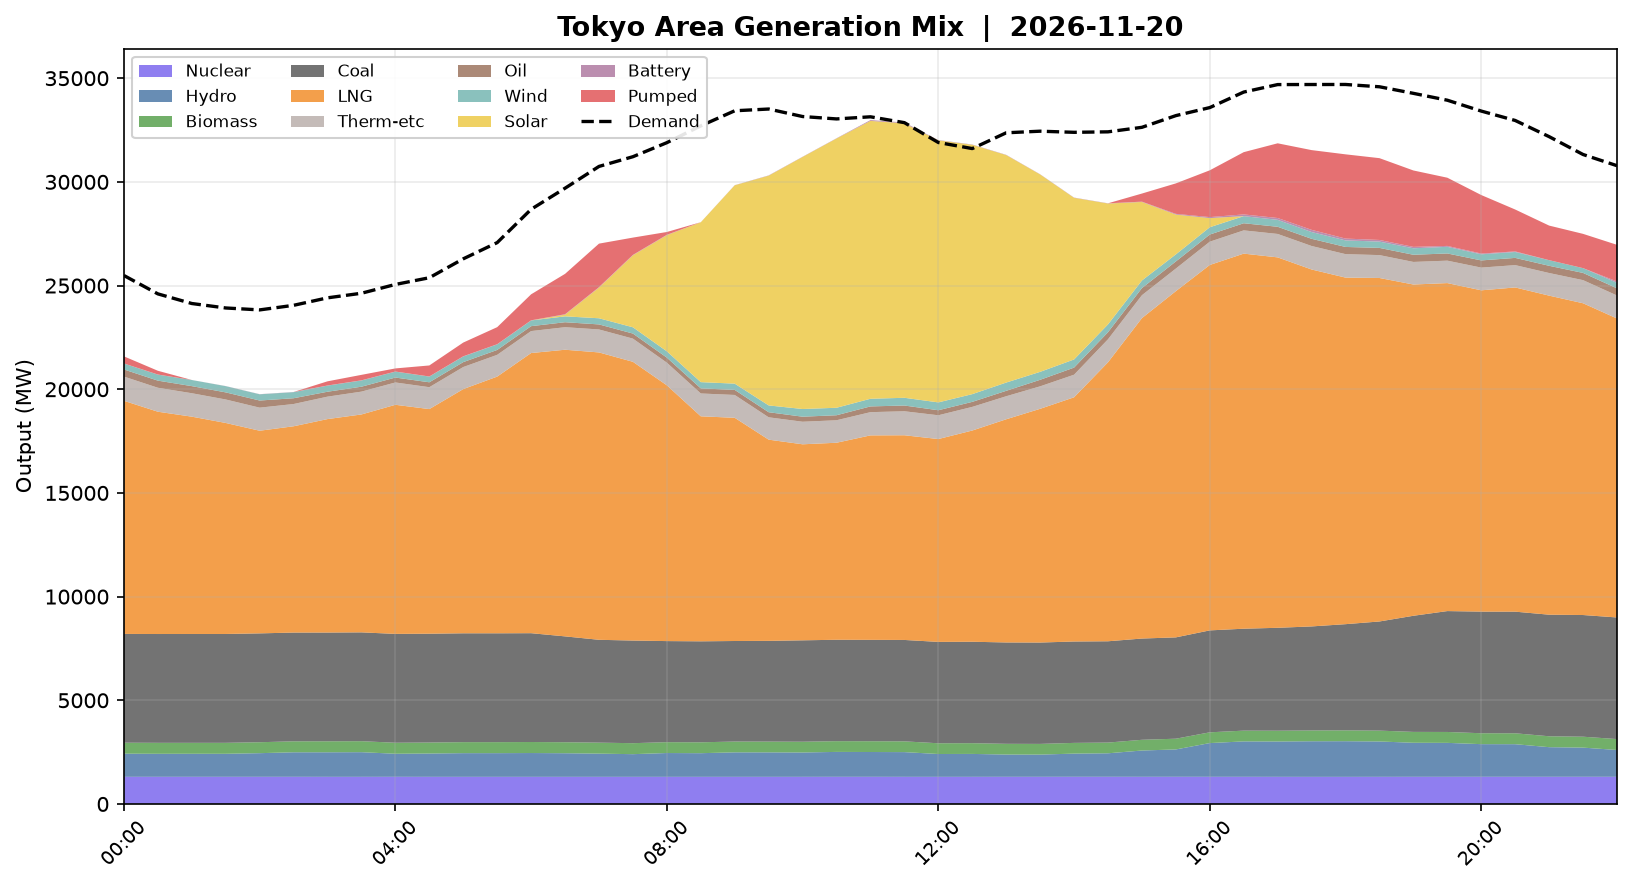 Tokyo Area Generation Mix | 2026-11-20
Nuclear Coal Oil Battery
Hydro LNG Wind Pumped
Biomass Therm-etc Solar Demand
Output (MW)
35000
30000
25000
20000
15000
10000
5000
0
00:00 04:00 08:00 12:00 16:00 20:00